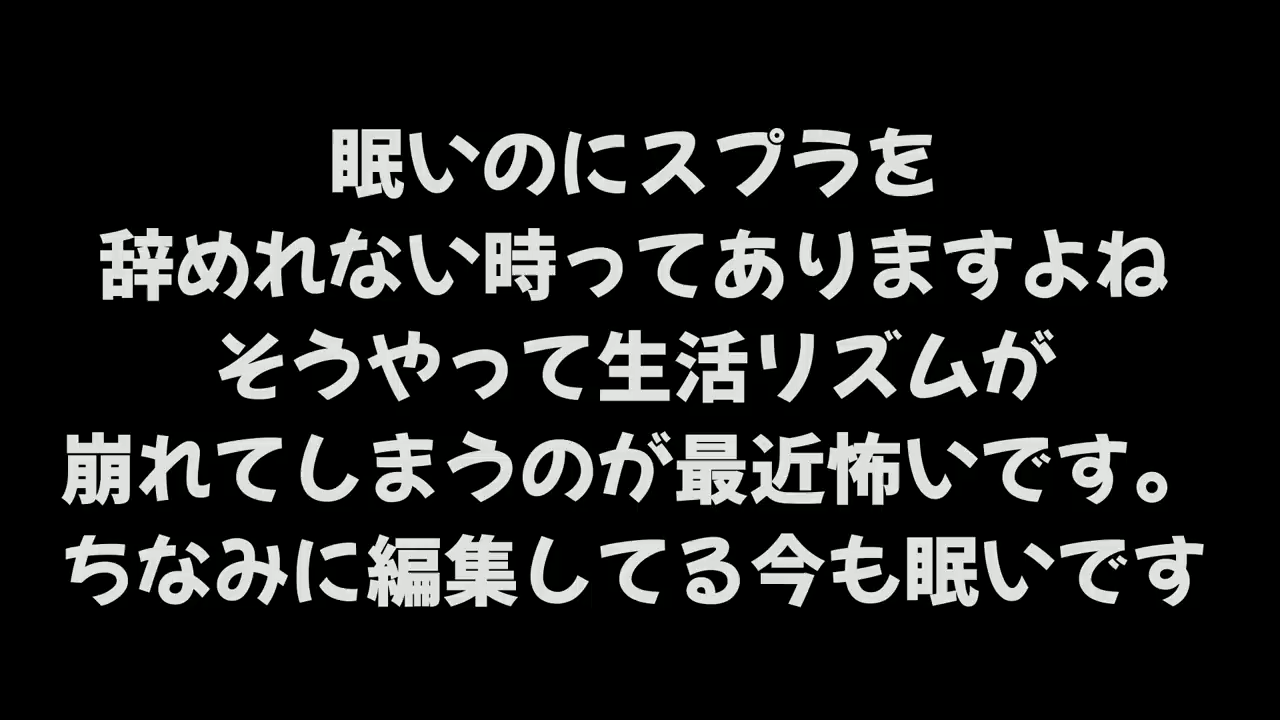 眠いのにスプラを
辞めれない時ってありますよね
そうやって生活リズムが
崩れてしまうのが最近怖いです。
ちなみに編集してる今も眠いです